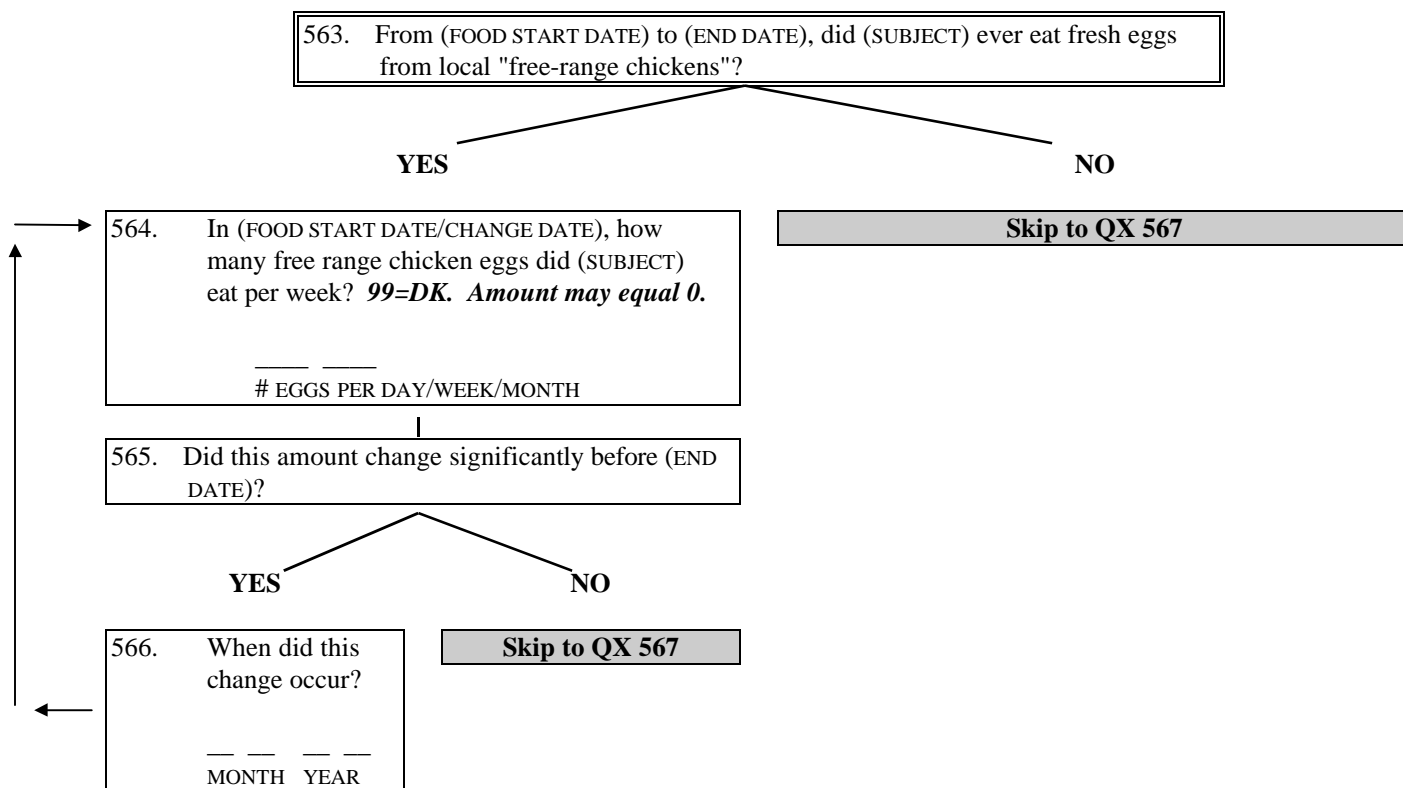 563. From (FOOD START DATE) to (END DATE), did (SUBJECT) ever eat fresh eggs
from local "free-range chickens"?
YES
NO
564. In (FOOD START DATE/CHANGE DATE), how
many free range chicken eggs did (SUBJECT)
eat per week? 99=DK. Amount may equal 0.
____ ____
# EGGS PER DAY/WEEK/MONTH
Skip to QX 567
565. Did this amount change significantly before (END
DATE)?
YES
NO
566. When did this
change occur?
__ __ __ __
MONTH YEAR
Skip to QX 567